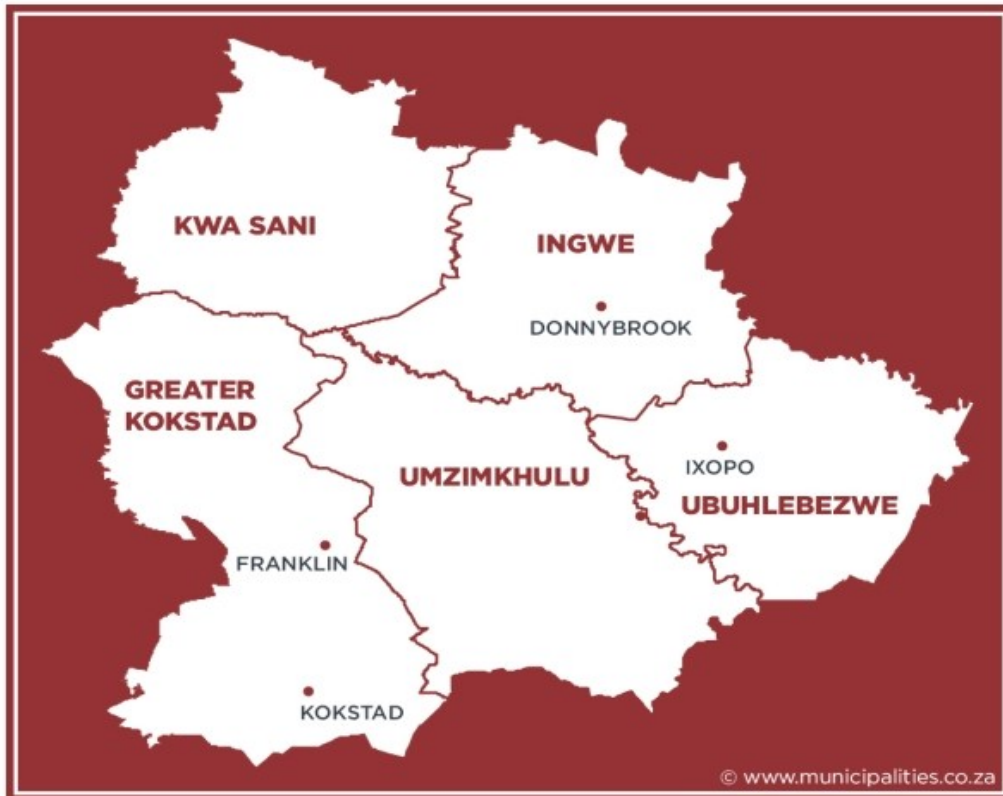 KWA SANI
INGWE
DONNYBROOK
GREATER
KOKSTAD
UMZIMKHULU
IXOPO
UBUHLEBEZWE
FRANKLIN
KOKSTAD
© www.municipalities.co.za